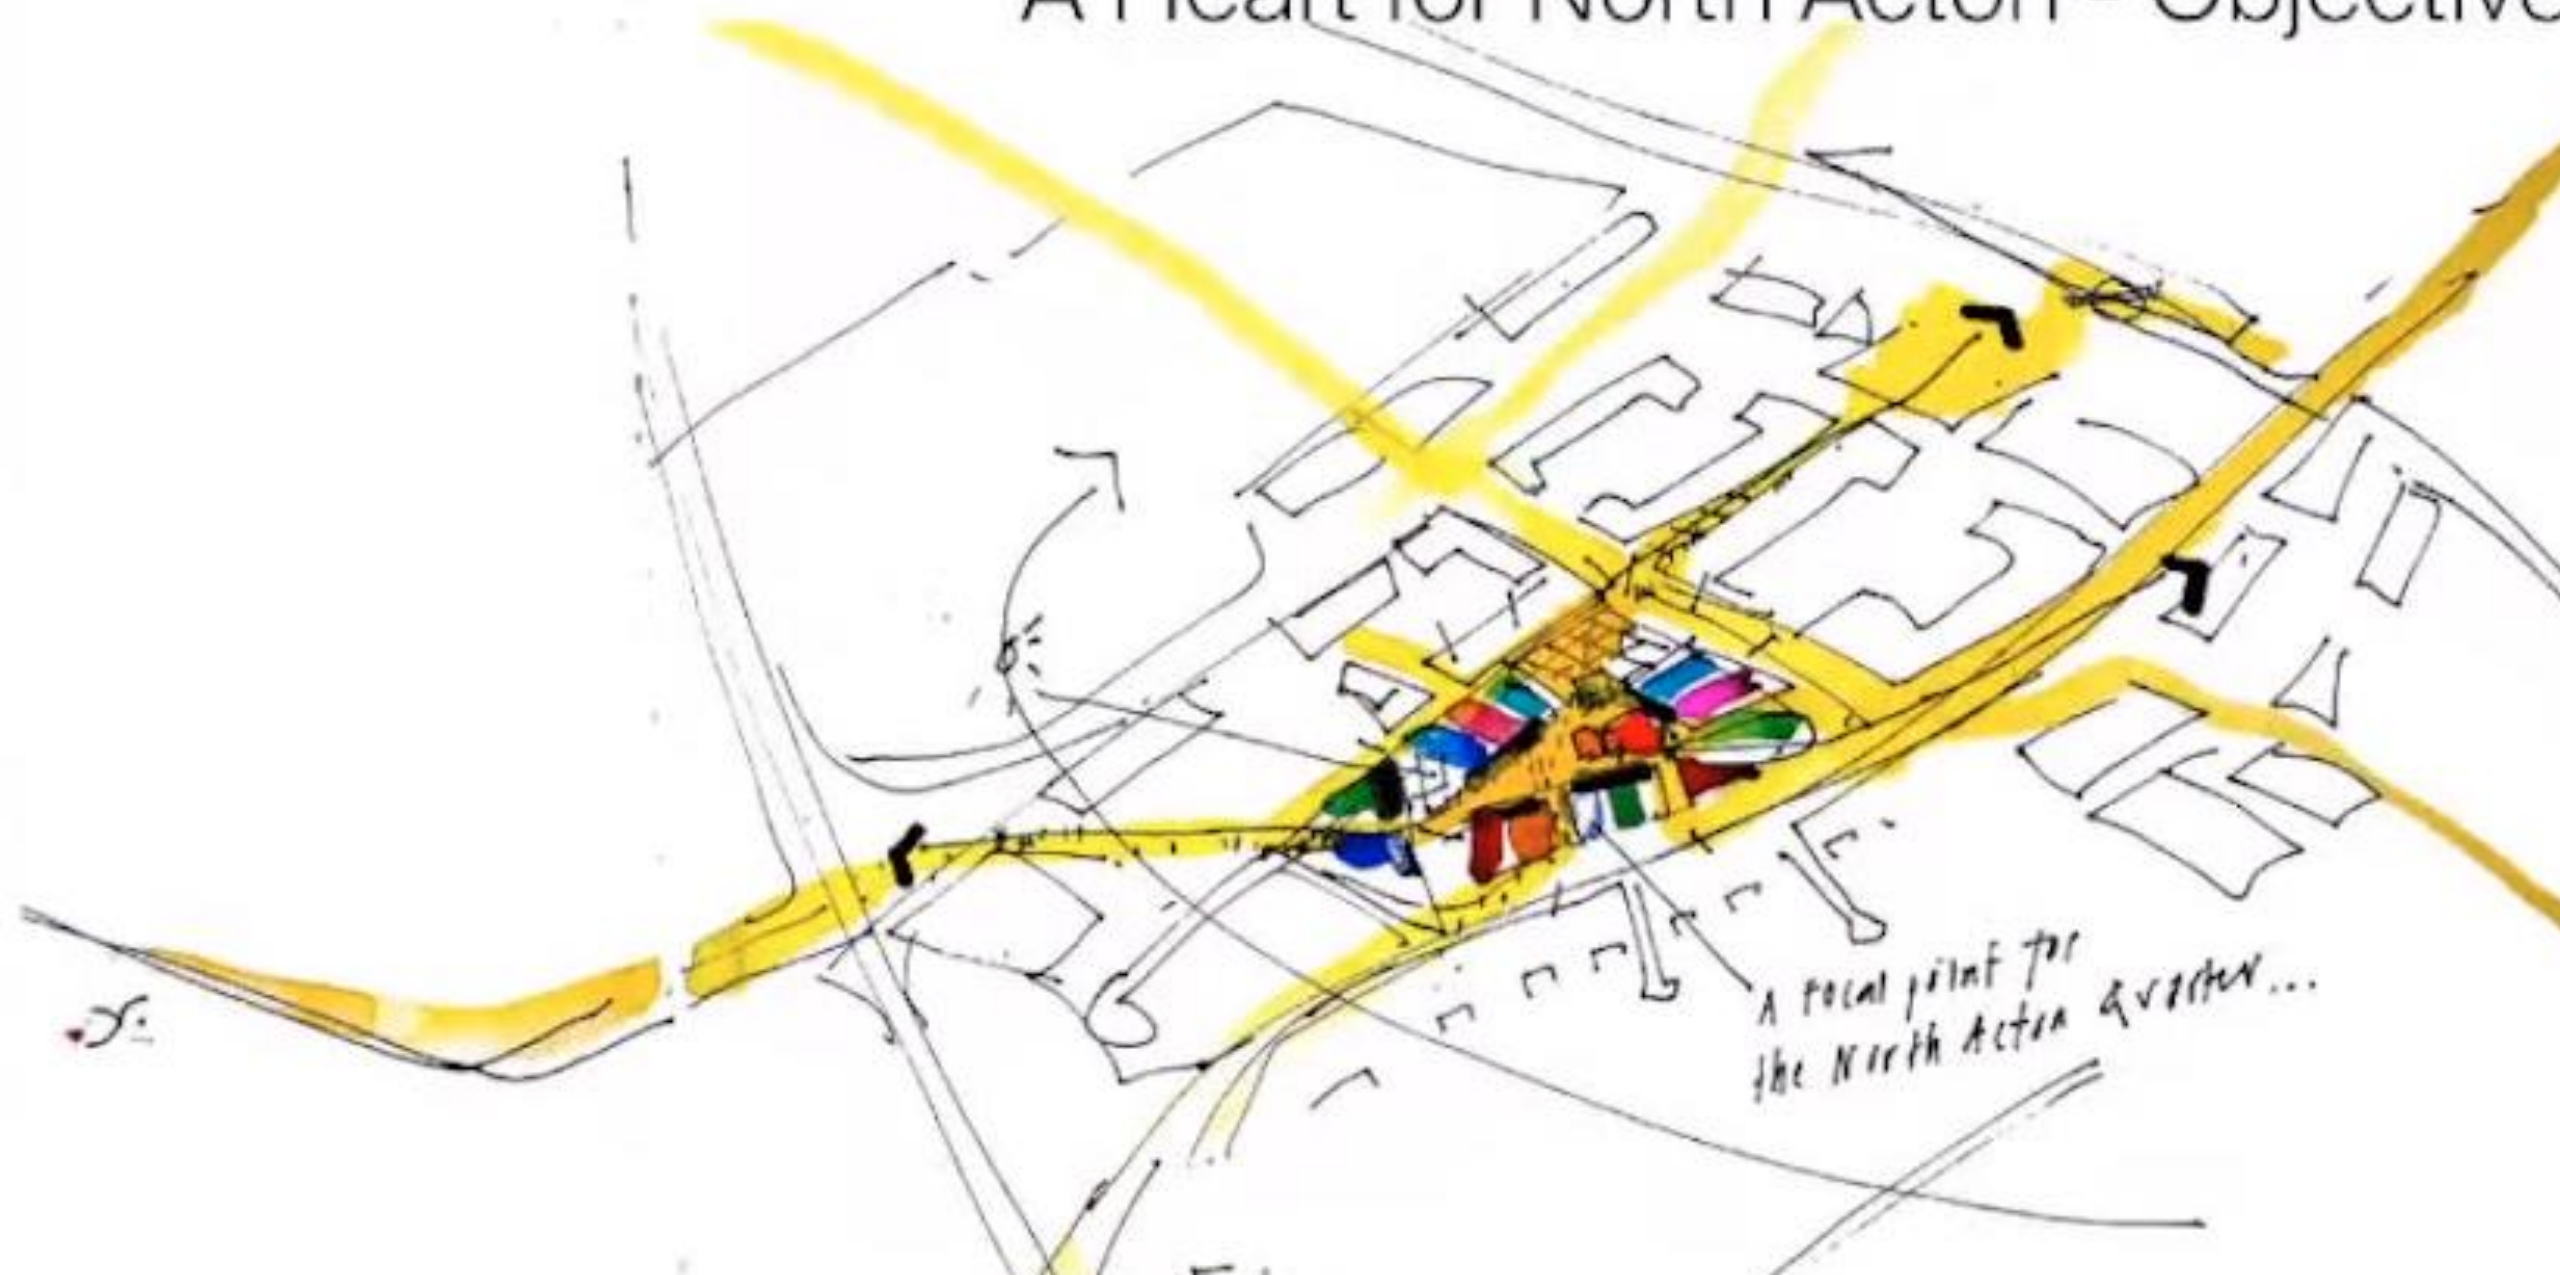 A Heart for North Acton - Objective
A focal point for
the North Acton Quarter...